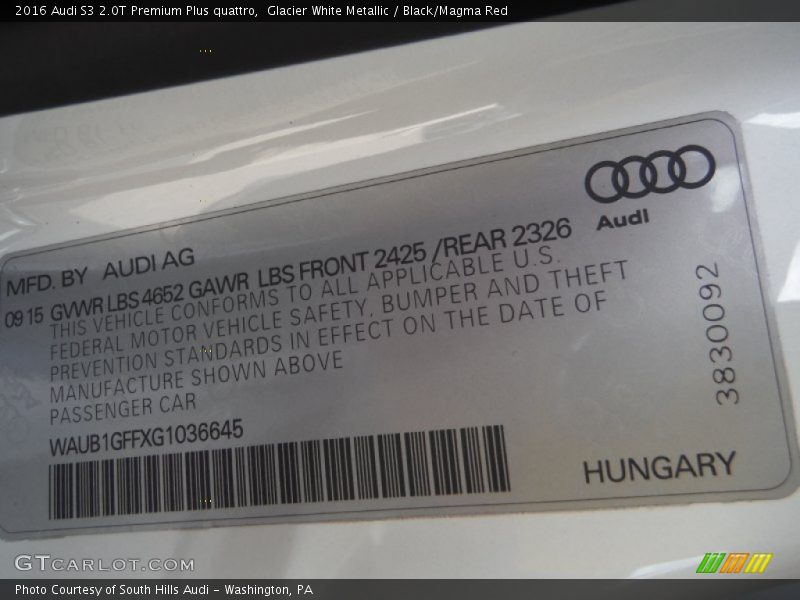 2016 Audi S3 2.0T Premium Plus quattro,  Glacier White Metallic / Black/Magma Red
Audi
MFD. BY AUDI AG
09 15 GVWR LBS 4652 GAWR LBS FRONT 2425 /REAR 2326
THIS VEHICLE CONFORMS TO ALL APPLICABLE U.S.
FEDERAL MOTOR VEHICLE SAFETY, BUMPER AND THEFT
PREVENTION STANDARDS IN EFFECT ON THE DATE OF
MANUFACTURE SHOWN ABOVE
PASSENGER CAR
WAUB1GFFXG1036645
3830092
HUNGARY
GTCARLOT.COM
Photo Courtesy of South Hills Audi - Washington, PA